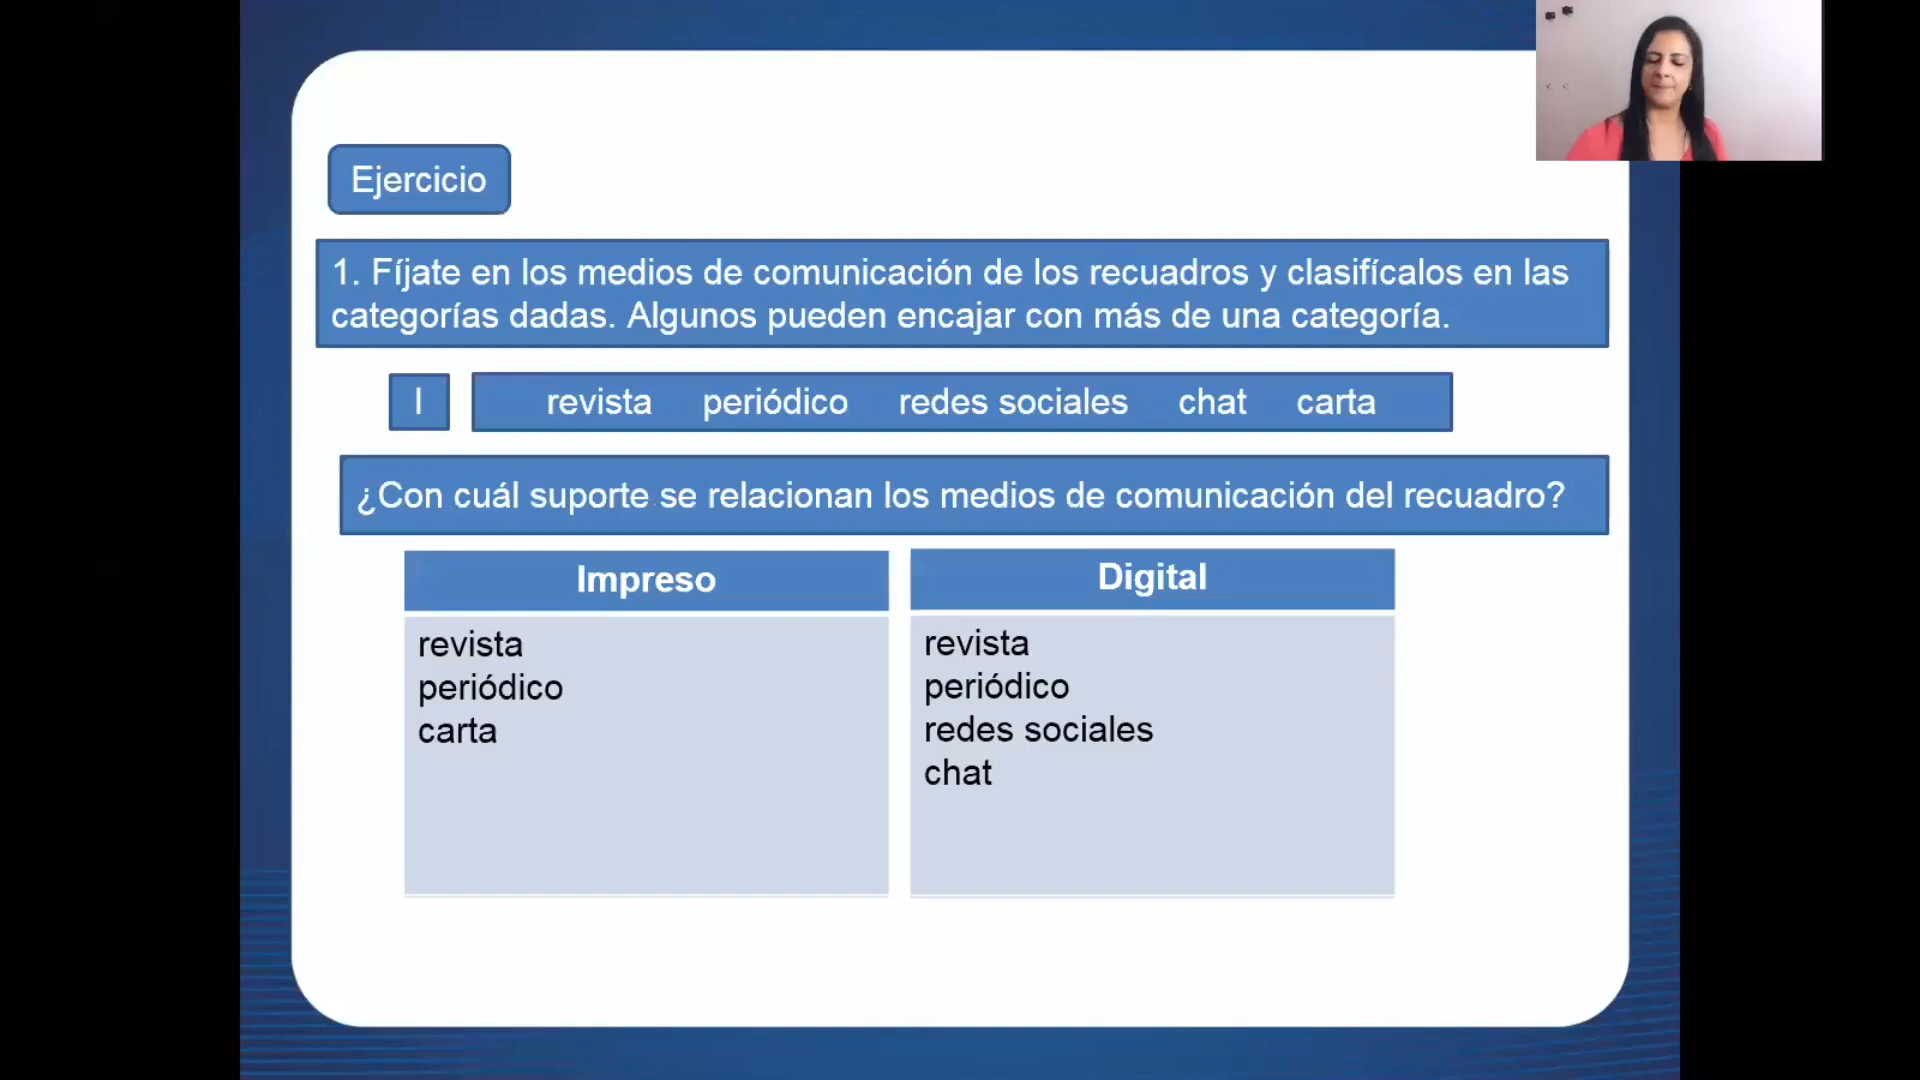 Ejercicio
1. Fíjate en los medios de comunicación de los recuadros y clasifícalos en las
categorías dadas. Algunos pueden encajar con más de una categoría.
I
revista periódico redes sociales chat carta
¿Con cuál suporte se relacionan los medios de comunicación del recuadro?
Impreso
revista
periódico
carta
Digital
revista
periódico
redes sociales
chat